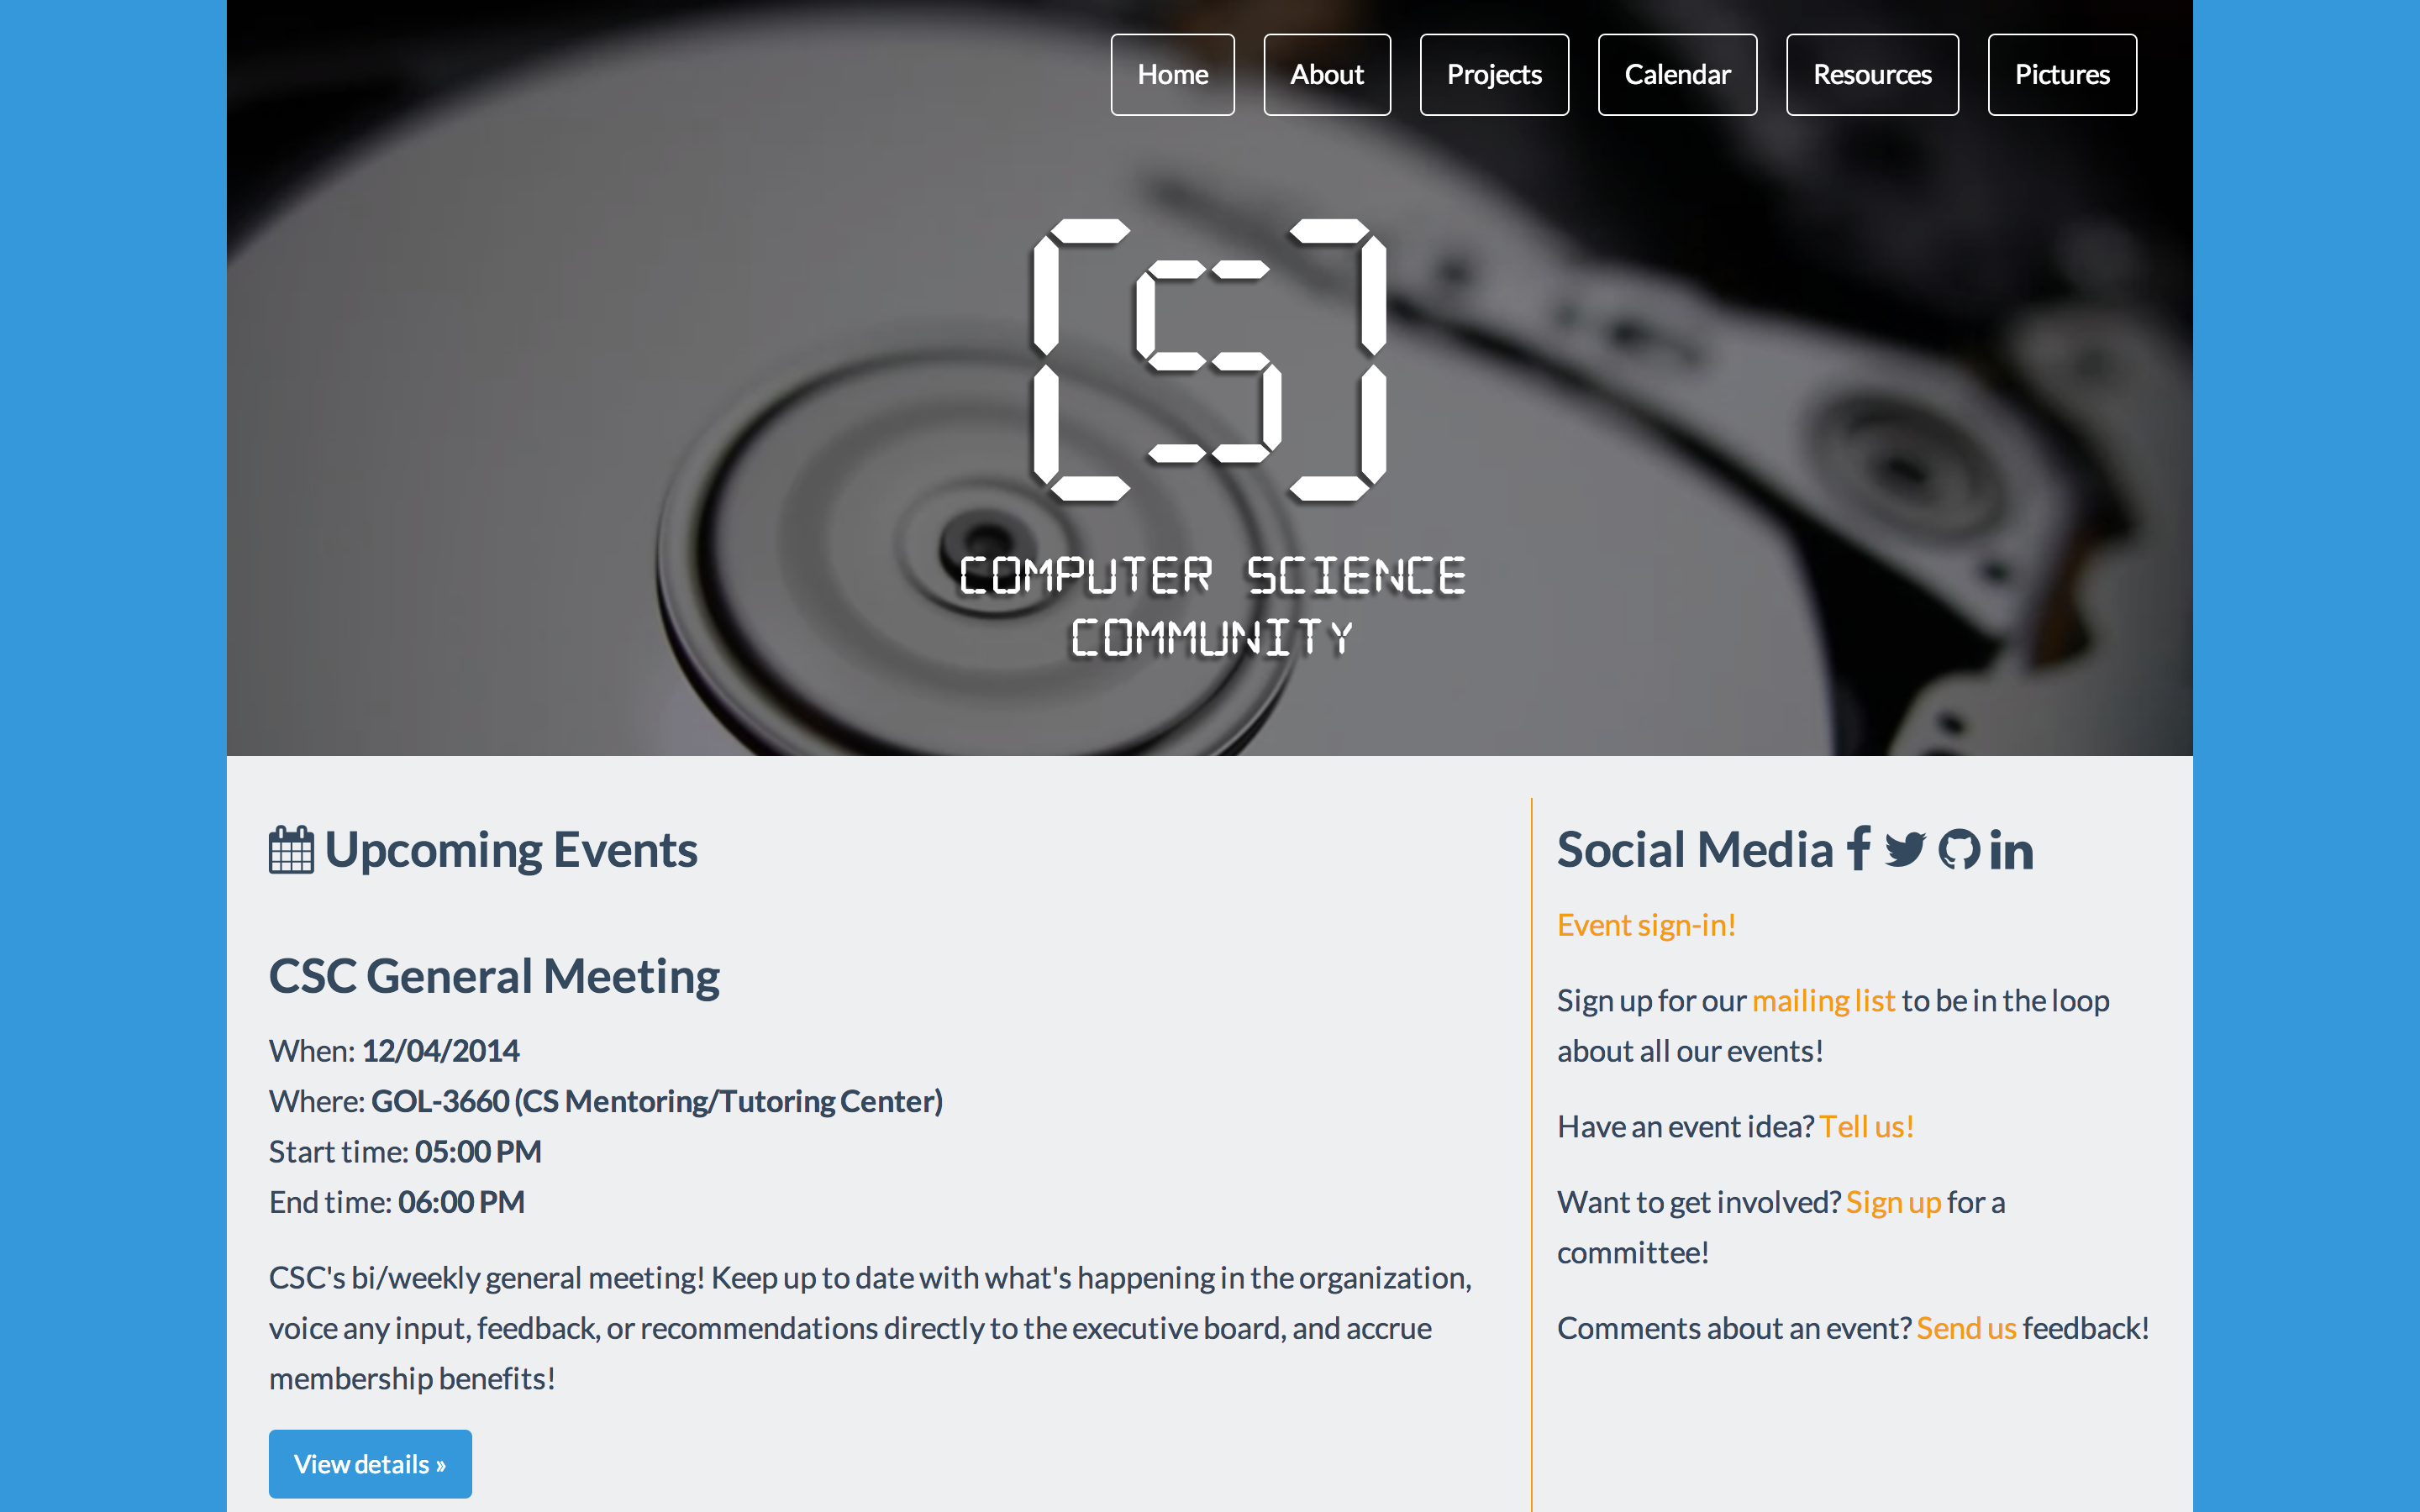 Home About Projects Calendar Resources Pictures
[S]
COMPUTER SCIENCE
COMMUNITY
Upcoming Events
CSC General Meeting
When: 12/04/2014
Where: GOL-3660 (CS Mentoring/Tutoring Center)
Start time: 05:00 PM
End time: 06:00 PM
CSC's bi/weekly general meeting! Keep up to date with what's happening in the organization,
voice any input, feedback, or recommendations directly to the executive board, and accrue
membership benefits!
View details »
Social Media
Event sign-in!
Sign up for our mailing list to be in the loop
about all our events!
Have an event idea? Tell us!
Want to get involved? Sign up for a
committee!
Comments about an event? Send us feedback!